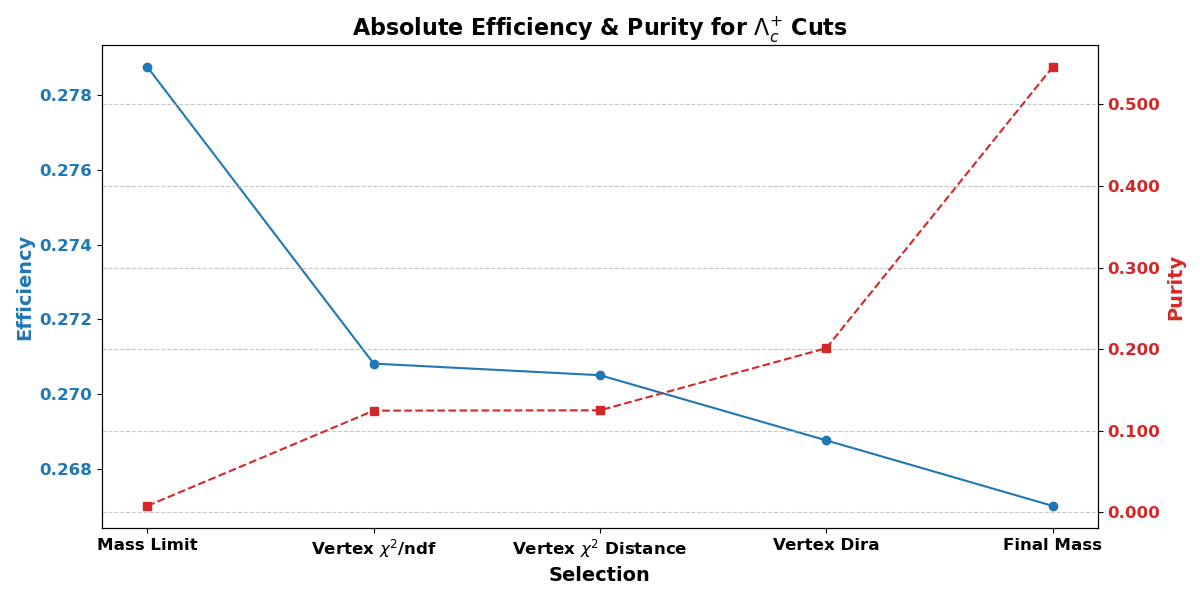 Absolute Efficiency & Purity for Λ_c^+ Cuts
Efficiency
0.278
0.276
0.274
0.272
0.270
0.268
0.500
0.400
0.300
0.200
0.100
0.000
Purity
Mass Limit Vertex χ²/ndf Vertex χ² Distance Vertex Dira Final Mass
Selection